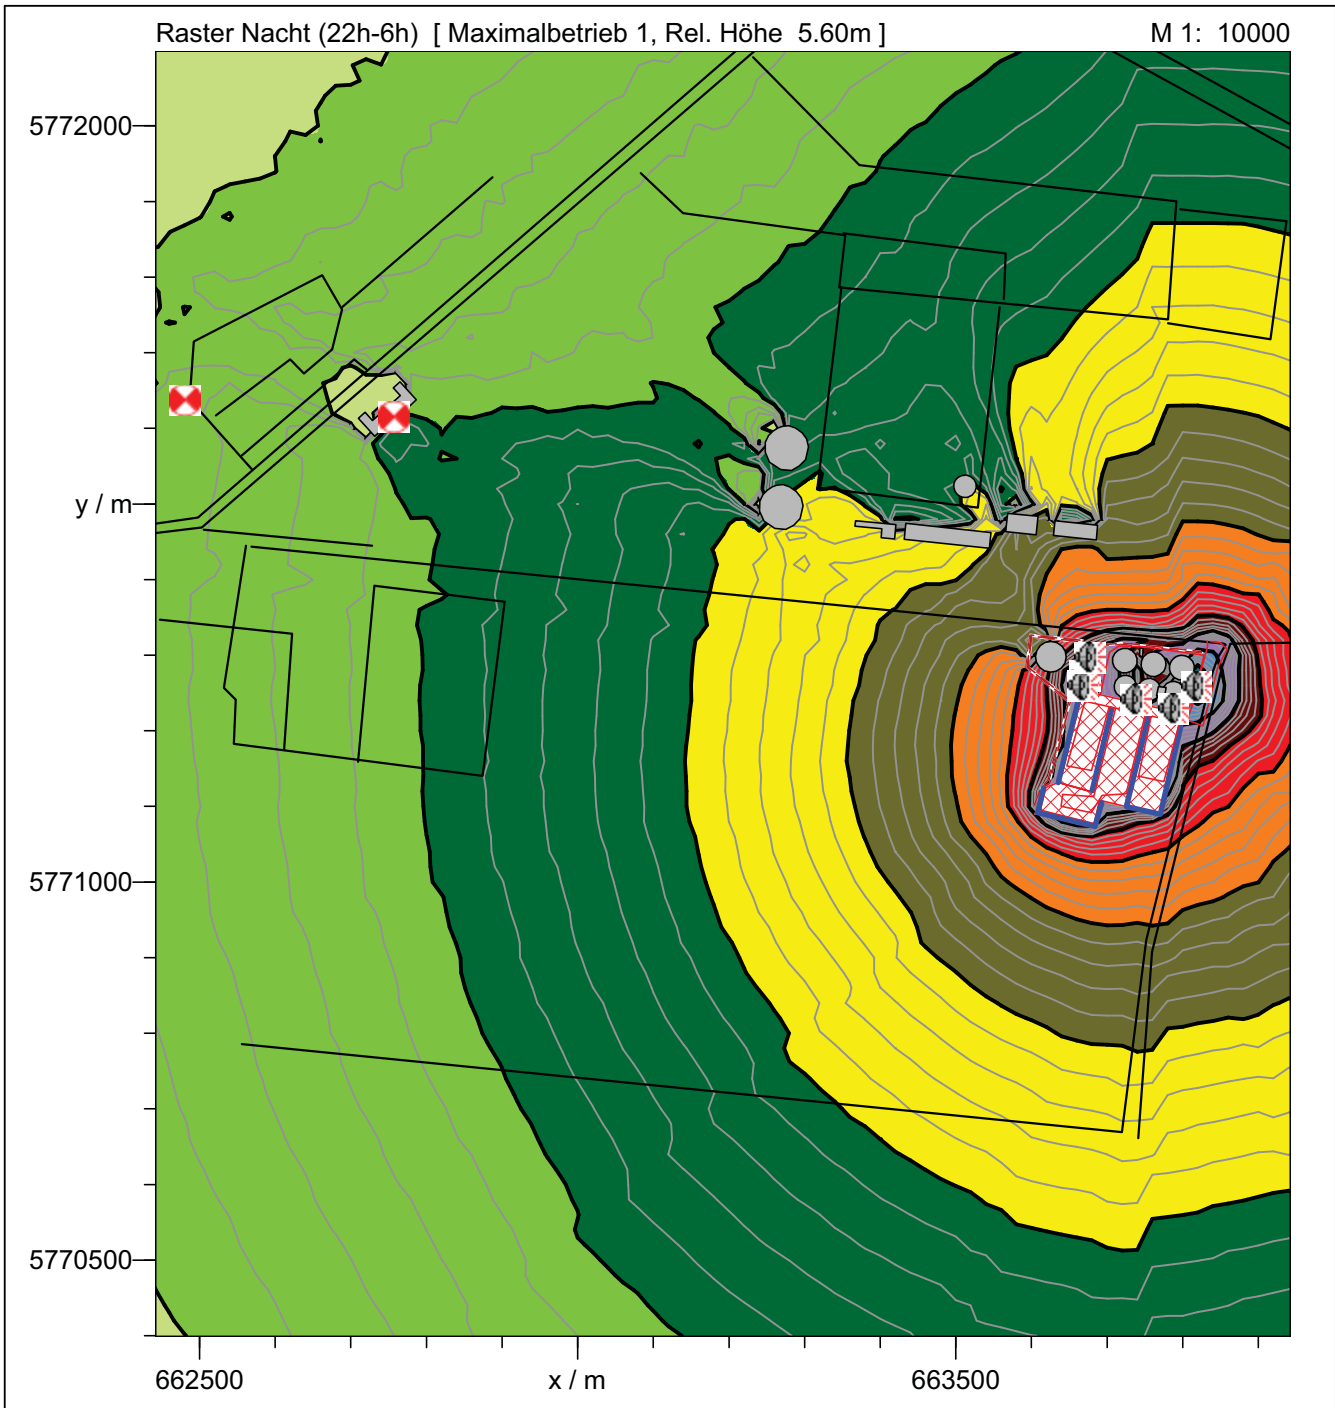 Raster Nacht (22h-6h) [ Maximalbetrieb 1, Rel. Höhe 5.60m ]
M 1: 10000
5772000
y / m
5771000
5770500
662500
x / m
663500